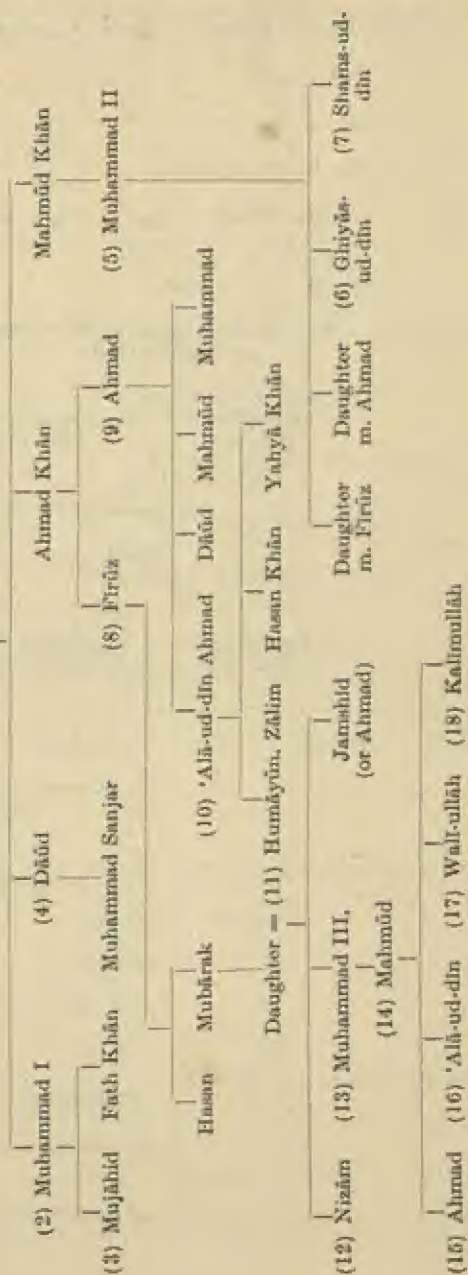 (2) Muhammad I (4) Dāūd Ahmad Khān Mahmūd Khān
(3) Mujāhid Fath Khān Muhammad Sanjar (8) Fīrūz (9) Ahmad (5) Muhammad II
Hasan Mubārak (10) 'Alā-ud-dīn Ahmad Dāūd Mahmūd Muhammad
Daughter = (11) Humāyūn, Zālim Hasan Khān Yahyā Khān
Daughter Daughter (6) Ghiyās- (7) Shams-ud-
m. Fīrūz m. Ahmad ud-dīn dīn
(12) Nizām (13) Muhammad III, Jamshīd
(or Ahmad)
(14) Mahmūd
(15) Ahmad (16) 'Alā-ud-dīn (17) Walī-ullāh (18) Kalīmullāh